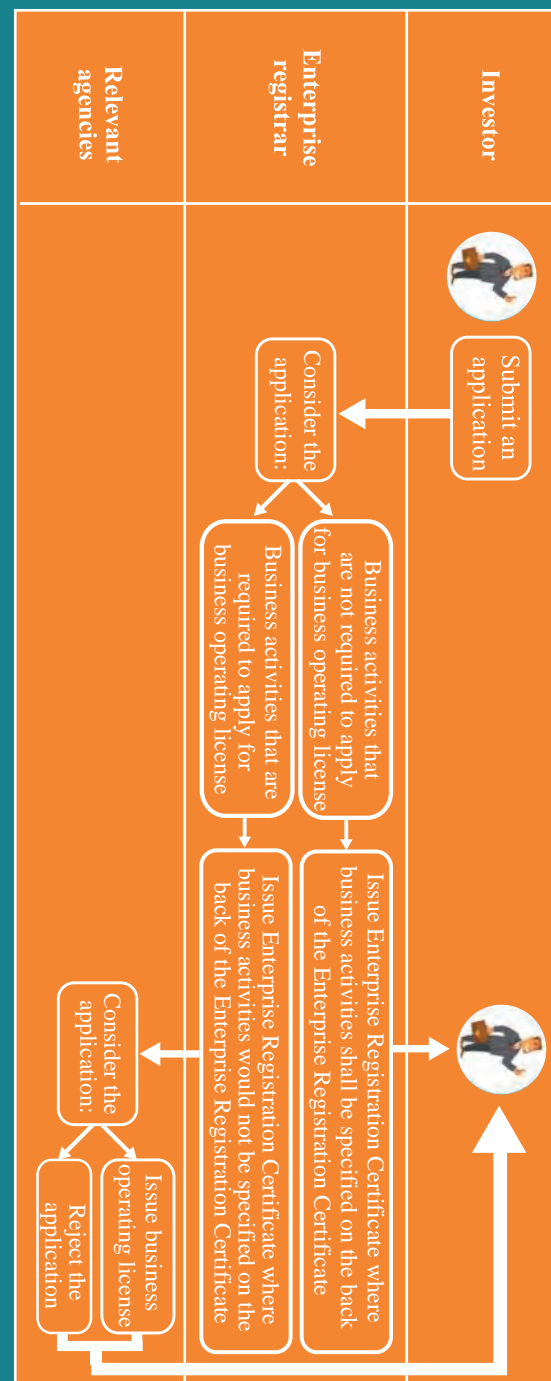 Investor
Submit an
application
Enterprise
registrar
Consider the
application:
Business activities that
are not required to apply
for business operating license
Issue Enterprise Registration Certificate where
business activities shall be specified on the back
of the Enterprise Registration Certificate
Business activities that are
required to apply for
business operating license
Issue Enterprise Registration Certificate where
business activities would not be specified on the
back of the Enterprise Registration Certificate
Relevant
agencies
Consider the
application:
Issue business
operating license
Reject the
application